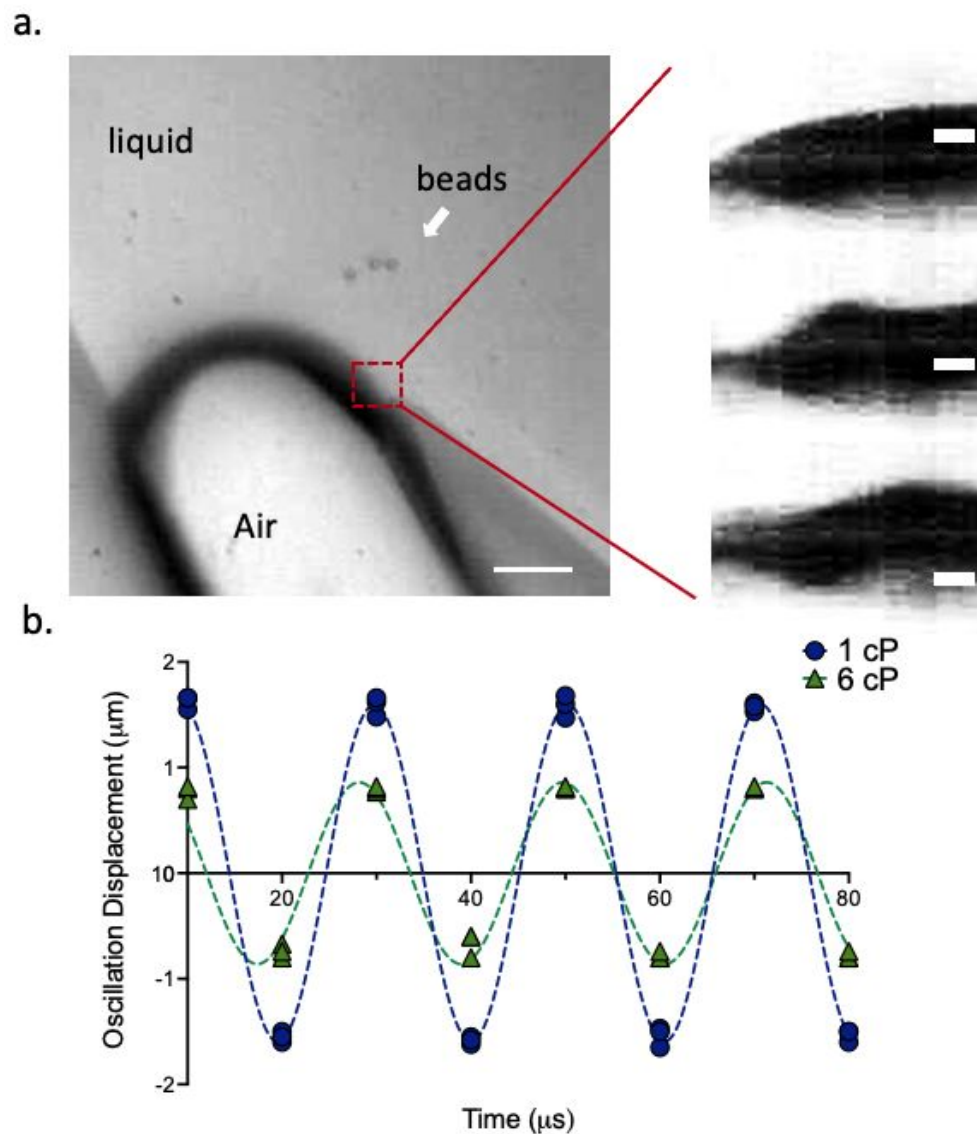 a.
liquid
beads
Air
b.
1 cP
6 cP
2
1
10
-1
-2
20
40
60
80
Oscillation Displacement (μm)
Time (μs)